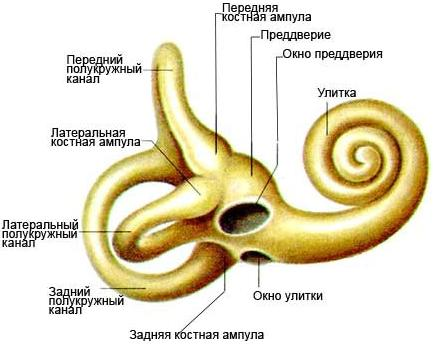 Передняя
костная ампула
Преддверие
Окно преддверия
Передний
полукружный
канал
Улитка
Латеральная
костная ампула
Латеральный
полукружный
канал
Задний
полукружный
канал
Окно улитки
Задняя костная ампула